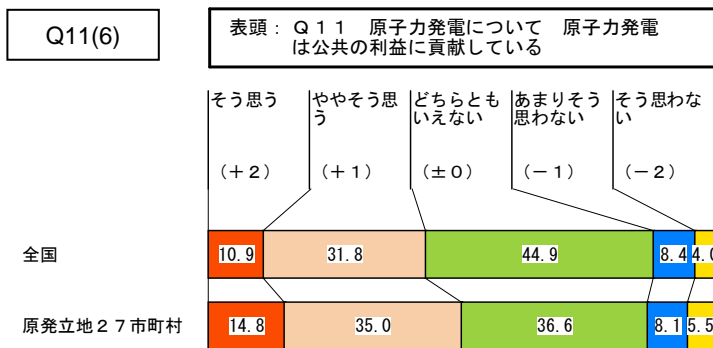 Q11(6)
表頭： Ｑ１１　原子力発電について　原子力発電
は公共の利益に貢献している
そう思う
ややそう思
う
どちらとも
いえない
あまりそう
思わない
そう思わな
い
（＋２）
（＋１）
（±０）
（－１）
（－２）
全国
10.9
31.8
44.9
8.4
4.0
原発立地２７市町村
14.8
35.0
36.6
8.1
5.5